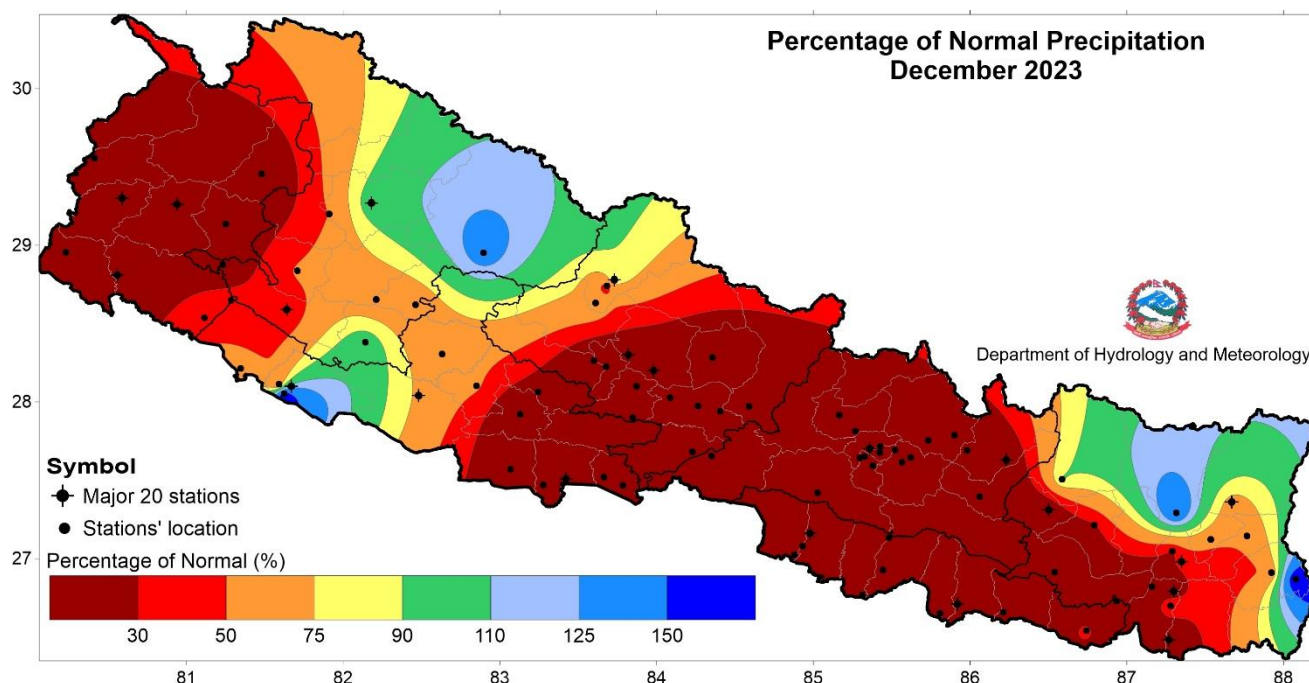 Percentage of Normal Precipitation
December 2023
30
29
28
27
Department of Hydrology and Meteorology
Symbol
Major 20 stations
Stations' location
Percentage of Normal (%)
30 50 75 90 110 125 150
81 82 83 84 85 86 87 88